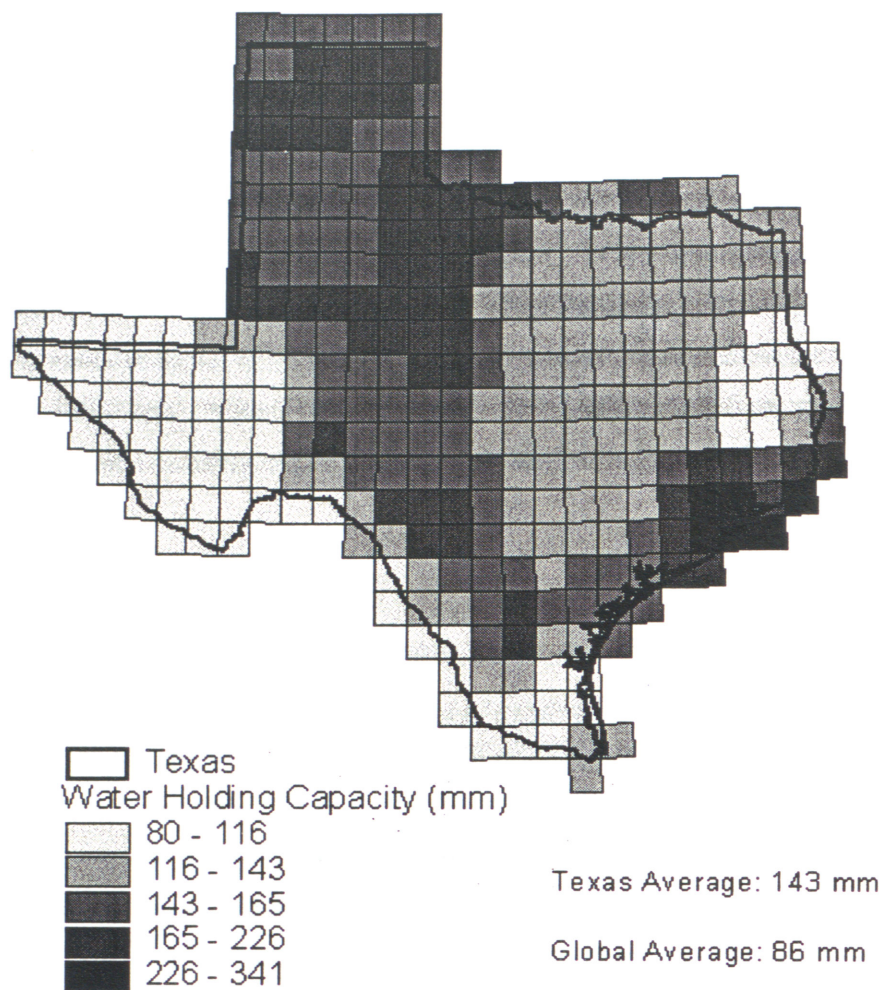 Texas
Water Holding Capacity (mm)
80 - 116
116 - 143
143 - 165
165 - 226
226 - 341
Texas Average: 143 mm
Global Average: 86 mm